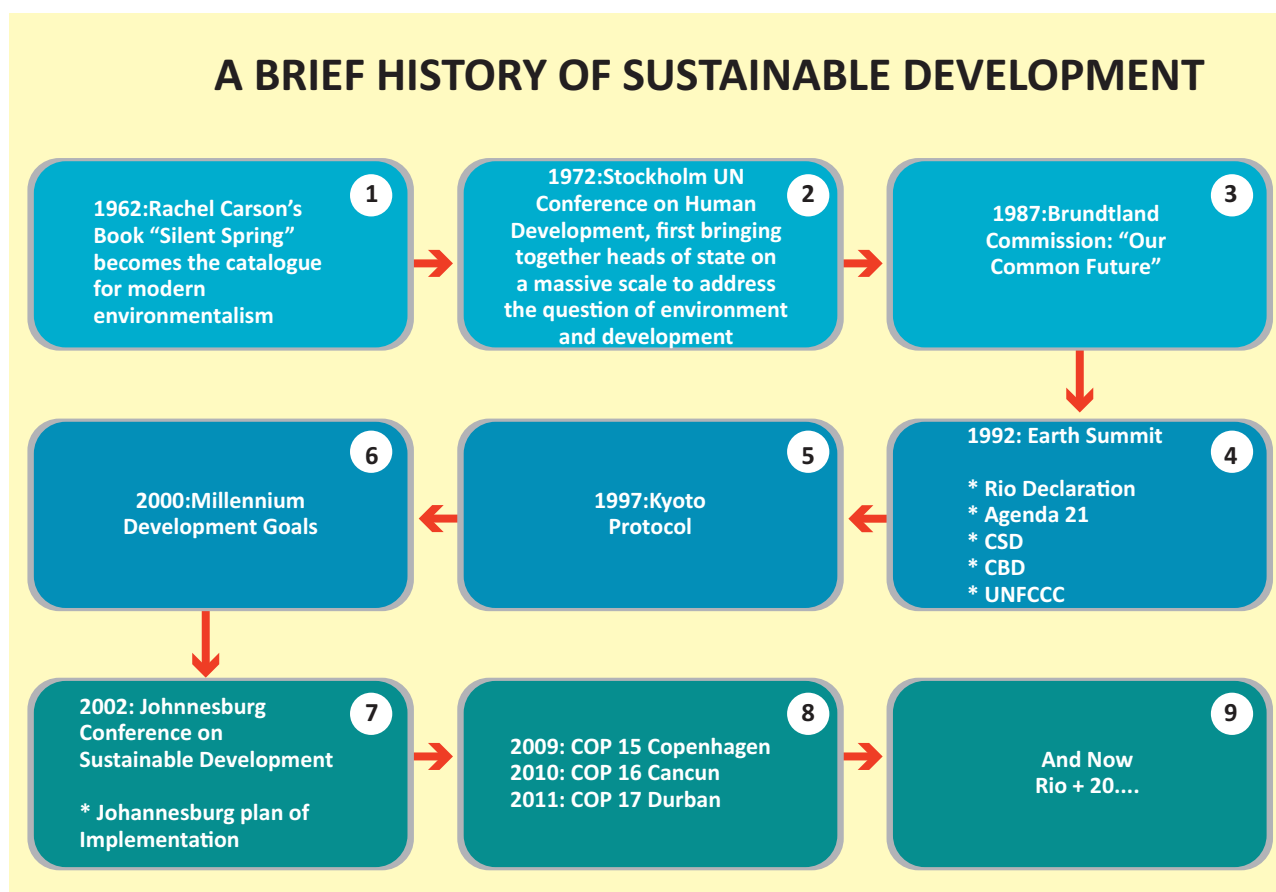 A BRIEF HISTORY OF SUSTAINABLE DEVELOPMENT
1
1962:Rachel Carson’s
Book “Silent Spring”
becomes the catalogue
for modern
environmentalism
2
1972:Stockholm UN
Conference on Human
Development, first bringing
together heads of state on
a massive scale to address
the question of environment
and development
3
1987:Brundtland
Commission: “Our
Common Future”
4
1992: Earth Summit
* Rio Declaration
* Agenda 21
* CSD
* CBD
* UNFCCC
5
1997:Kyoto
Protocol
6
2000:Millennium
Development Goals
7
2002: Johnnesburg
Conference on
Sustainable Development
* Johannesburg plan of
Implementation
8
2009: COP 15 Copenhagen
2010: COP 16 Cancun
2011: COP 17 Durban
9
And Now
Rio + 20....